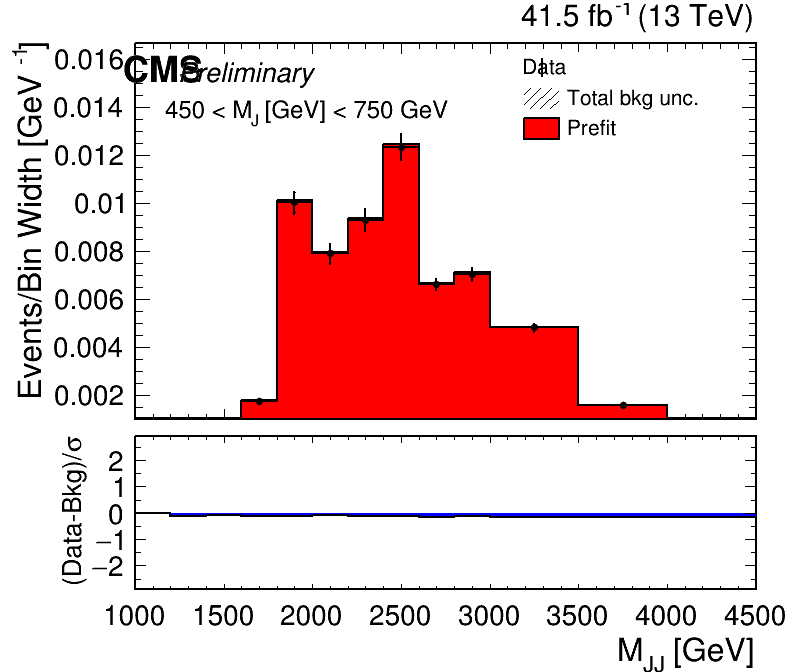 41.5 fb⁻¹ (13 TeV)
CMS Preliminary
450 < M_J [GeV] < 750 GeV
Data
Total bkg unc.
Prefit
Events/Bin Width [GeV⁻¹]
0.016
0.014
0.012
0.01
0.008
0.006
0.004
0.002
(Data-Bkg)/σ
2
1
0
−1
−2
1000 1500 2000 2500 3000 3500 4000 4500
M_JJ [GeV]